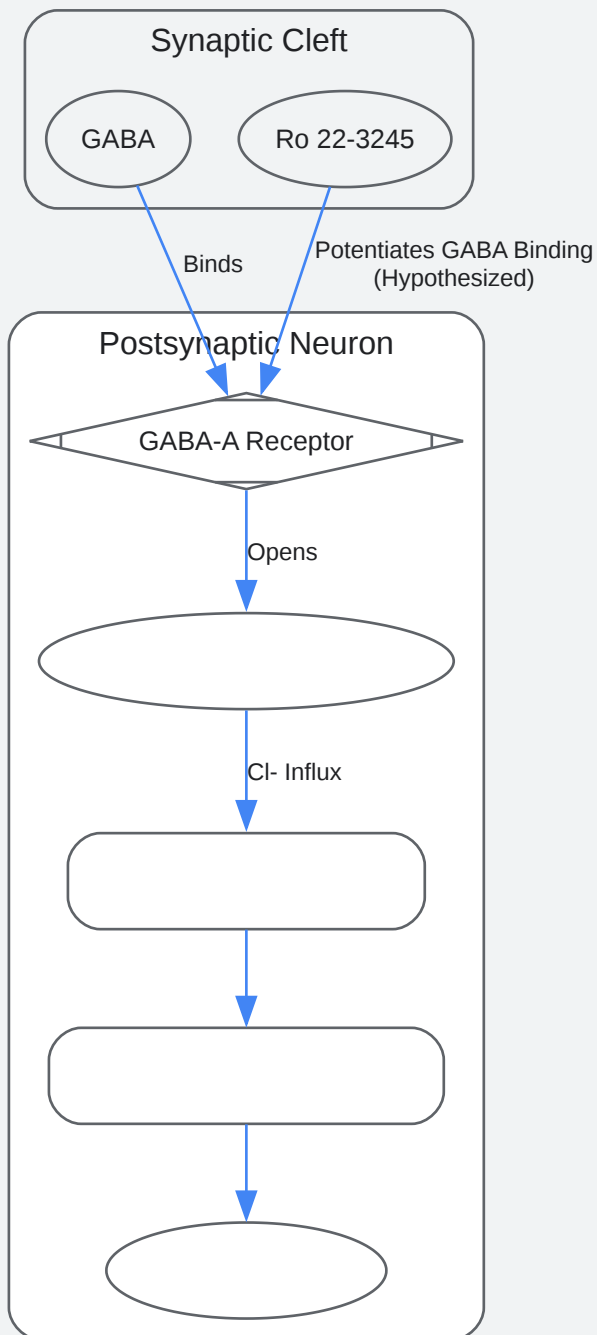 Synaptic Cleft
GABA
Ro 22-3245
Binds
Potentiates GABA Binding
(Hypothesized)
Postsynaptic Neuron
GABA-A Receptor
Opens
Cl- Influx